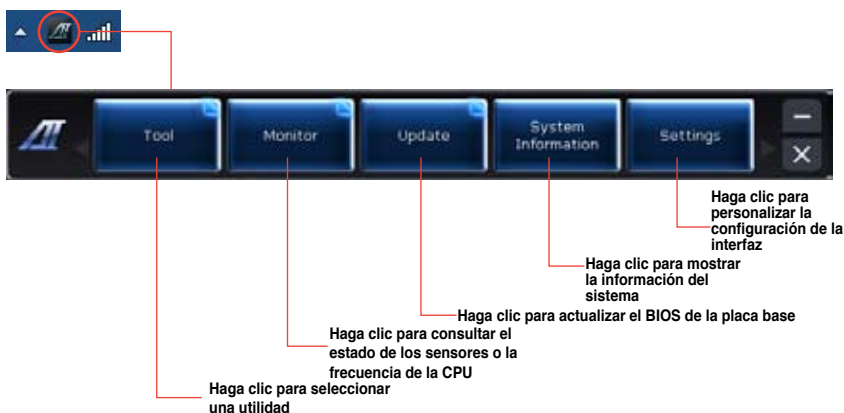 Tool
Monitor
Update
System
Information
Settings
Haga clic para
personalizar la
configuración de la
interfaz
Haga clic para mostrar
la información del
sistema
Haga clic para actualizar el BIOS de la placa base
Haga clic para consultar el
estado de los sensores o la
frecuencia de la CPU
Haga clic para seleccionar
una utilidad